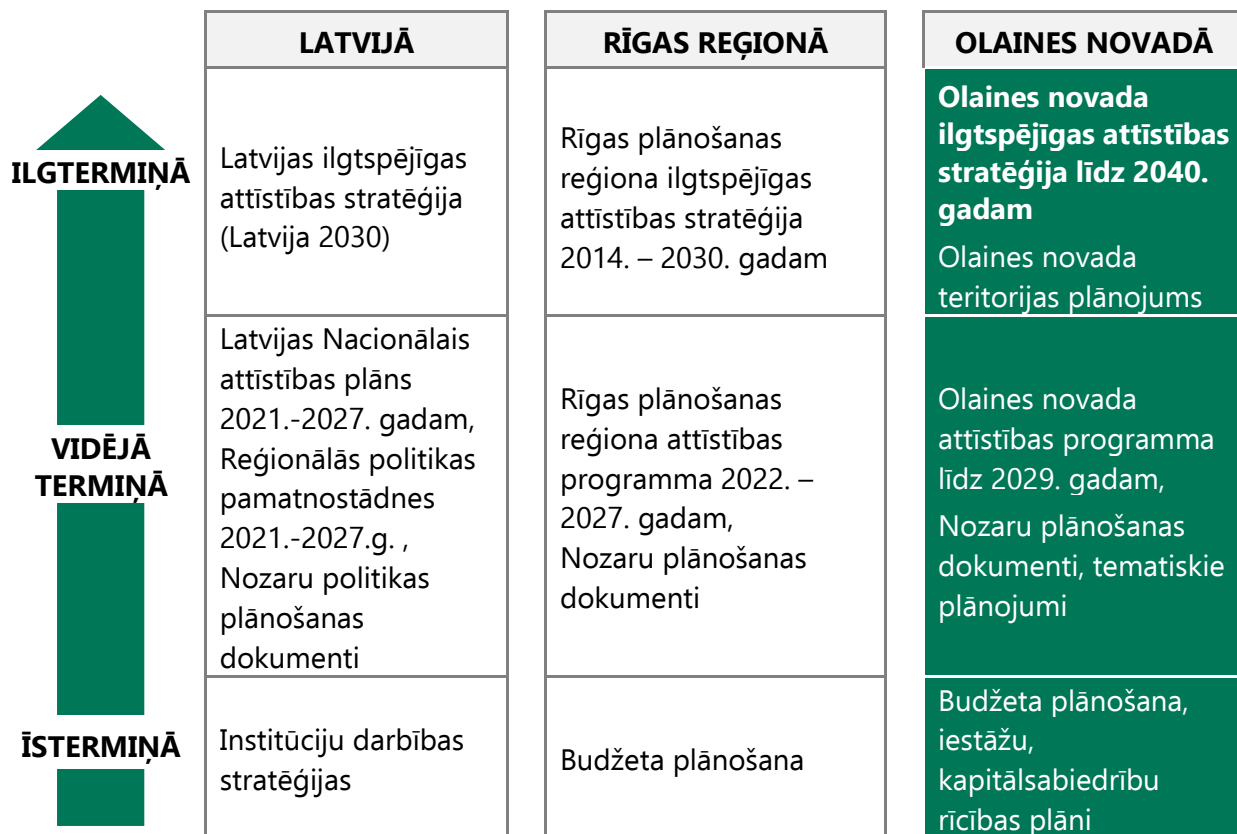 LATVIJĀ
RĪGAS REĢIONĀ
OLAINES NOVADĀ
ILGTERMIŅĀ
Latvijas ilgtspējīgas
attīstības stratēģija
(Latvija 2030)
Rīgas plānošanas
reģiona ilgtspējīgas
attīstības stratēģija
2014. – 2030. gadam
Olaines novada
ilgtspējīgas attīstības
stratēģija līdz 2040.
gadam
Olaines novada
teritorijas plānojums
VIDĒJĀ
TERMIŅĀ
Latvijas Nacionālais
attīstības plāns
2021.-2027. gadam,
Reģionālās politikas
pamatnostādnes
2021.-2027.g. ,
Nozaru politikas
plānošanas
dokumenti
Rīgas plānošanas
reģiona attīstības
programma 2022. –
2027. gadam,
Nozaru plānošanas
dokumenti
Olaines novada
attīstības programma
līdz 2029. gadam,
Nozaru plānošanas
dokumenti, tematiskie
plānojumi
ĪSTERMIŅĀ
Institūciju darbības
stratēģijas
Budžeta plānošana
Budžeta plānošana,
iestāžu,
kapitālsabiedrību
rīcības plāni